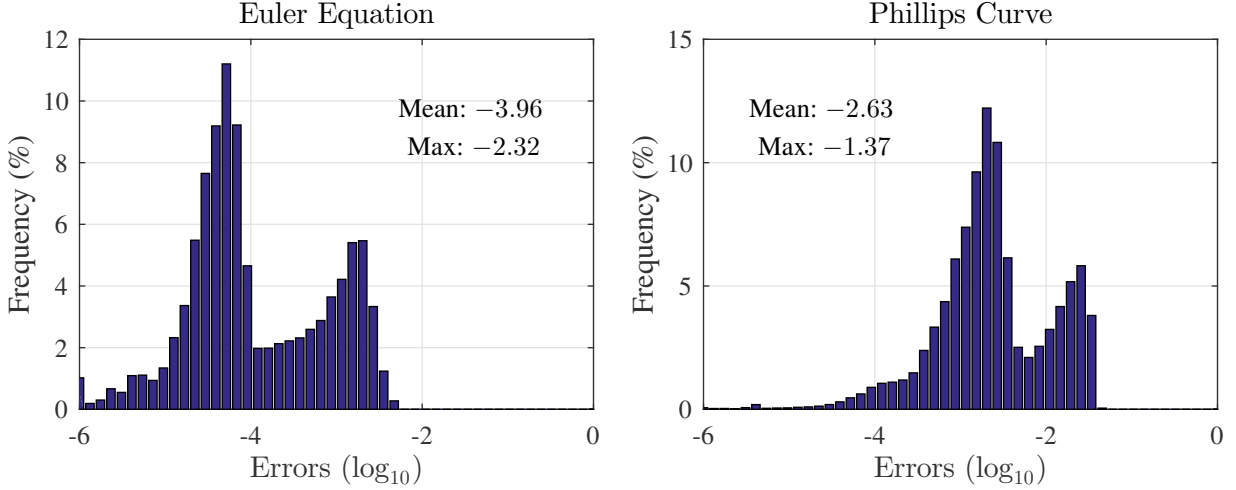 Euler Equation
12
10
8
6
4
2
0
Frequency (%)
Mean: −3.96
Max: −2.32
-6
-4
-2
0
Errors (log10)
Phillips Curve
15
10
5
0
Frequency (%)
Mean: −2.63
Max: −1.37
-6
-4
-2
0
Errors (log10)